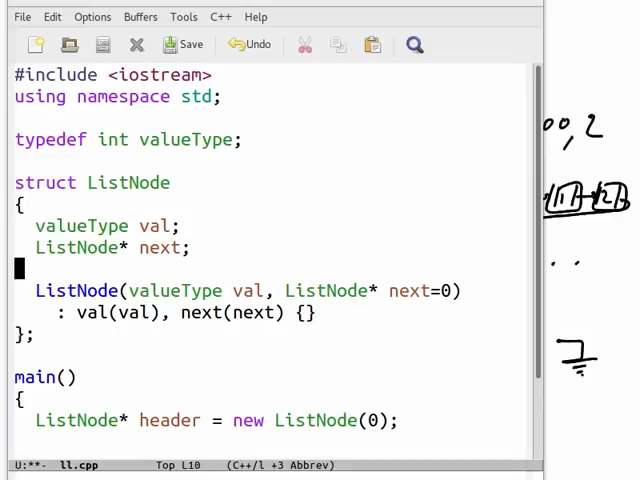 File Edit Options Buffers Tools C++ Help
Save Undo
#include <iostream>
using namespace std;
typedef int valueType;
struct ListNode
{
valueType val;
ListNode* next;
ListNode(valueType val, ListNode* next=0)
: val(val), next(next) {}
};
main()
{
ListNode* header = new ListNode(0);
U:**- ll.cpp Top L10 (C++/l +3 Abbrev)
00, 2